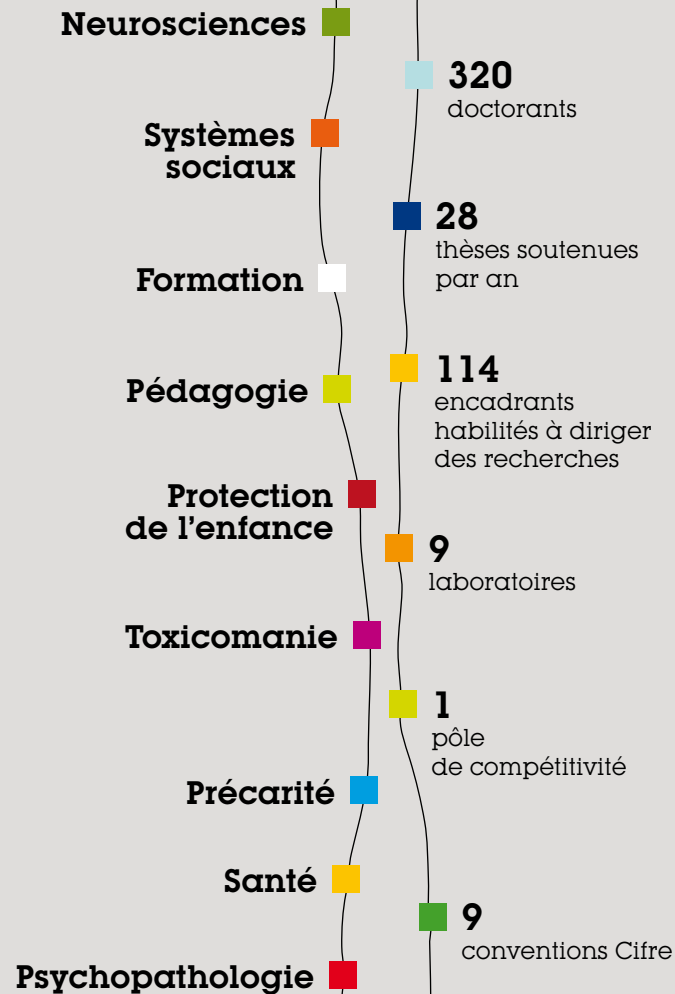 Neurosciences
Systèmes
sociaux
Formation
Pédagogie
Protection
de l'enfance
Toxicomanie
Précarité
Santé
Psychopathologie
320
doctorants
28
thèses soutenues
par an
114
encadrants
habilités à diriger
des recherches
9
laboratoires
1
pôle
de compétitivité
9
conventions Cifre